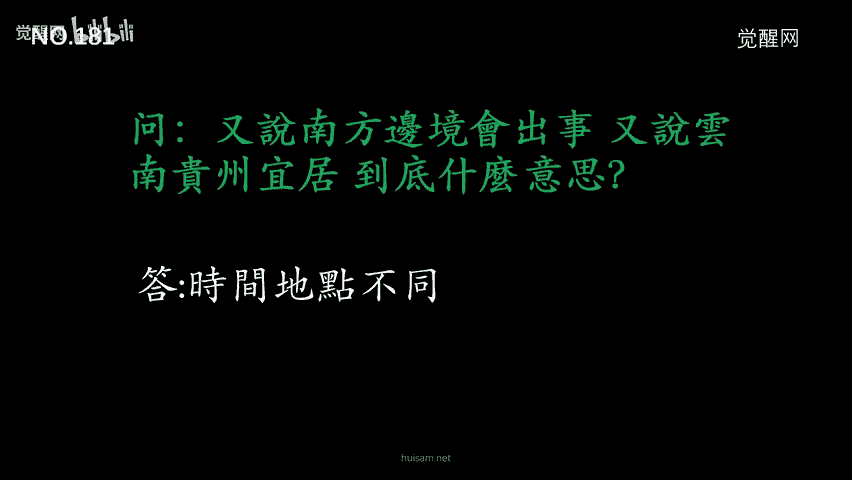 觉醒网 bilibili
NO.181
觉醒网
问：又說南方邊境會出事 又說雲
南貴州宜居 到底什麼意思?
答:時間地點不同
huisam.net